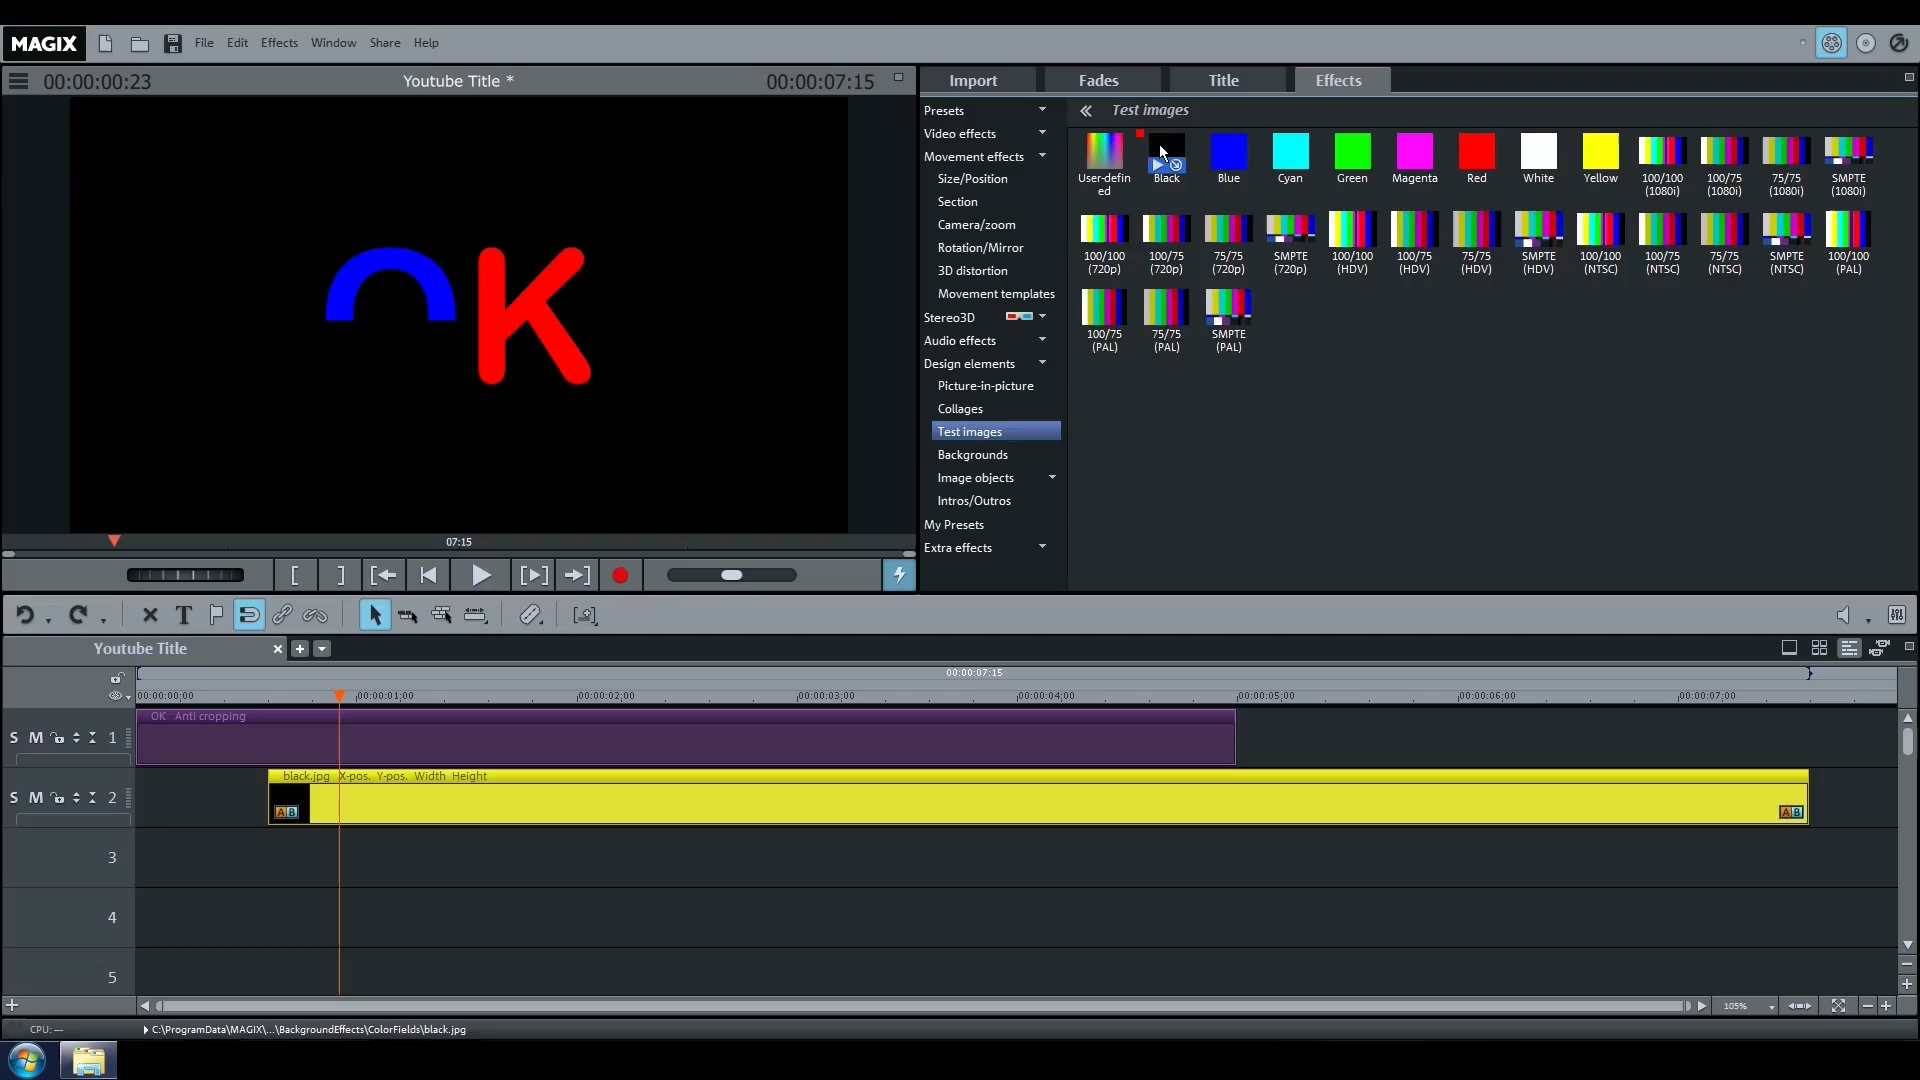 MAGIX File Edit Effects Window Share Help
00:00:00:23 Youtube Title * 00:00:07:15
OK
07:15
Import Fades Title Effects
Presets
Video effects
Movement effects
Size/Position
Section
Camera/zoom
Rotation/Mirror
3D distortion
Movement templates
Stereo3D
Audio effects
Design elements
Picture-in-picture
Collages
Test images
Backgrounds
Image objects
Intros/Outros
My Presets
Extra effects
Test images
User-defin Black Blue Cyan Green Magenta Red White Yellow 100/100 100/75 75/75 SMPTE
ed (1080i) (1080i) (1080i) (1080i)
100/100 100/75 75/75 SMPTE 100/100 100/75 75/75 SMPTE 100/100 100/75 75/75 SMPTE 100/100
(720p) (720p) (720p) (720p) (HDV) (HDV) (HDV) (HDV) (NTSC) (NTSC) (NTSC) (NTSC) (PAL)
100/75 75/75 SMPTE
(PAL) (PAL) (PAL)
T
Youtube Title
00:00:07:15
00:00:00:00 00:00:01:00 00:00:02:00 00:00:03:00 00:00:04:00 00:00:05:00 00:00:06:00 00:00:07:00
OK Anti cropping
S M 1
black.jpg X-pos. Y-pos. Width Height
S M 2
A B A B
3
4
5
105%
CPU: — C:\ProgramData\MAGIX\...\BackgroundEffects\ColorFields\black.jpg